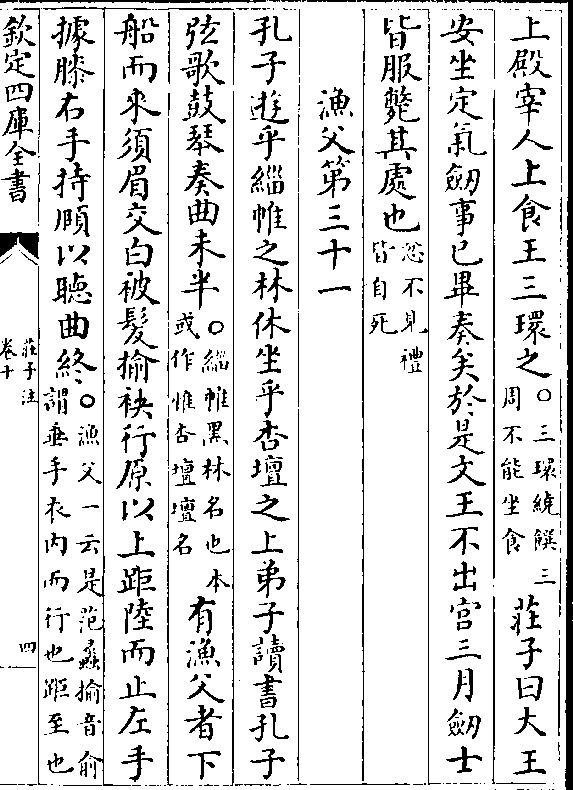 上殿宰人上食王三環之○三環繞饌三周不能坐食莊子曰大王
安坐定氣劒事已畢奏矣於是文王不出宫三月劒士
皆服斃其處也忿不見禮皆自死
漁父第三十一
孔子遊乎緇帷之林休坐乎杏壇之上弟子讀書孔子
弦歌鼓琴奏曲未半○緇帷黑林名也本或作惟杏壇壇名有漁父者下
船而來須眉交白被髮揄袂行原以上距陸而止左手
據膝右手持頤以聽曲終○漁父一云是范蠡揄音俞謂垂手衣内而行也距至也
欽定四庫全書
莊子注
卷十
四